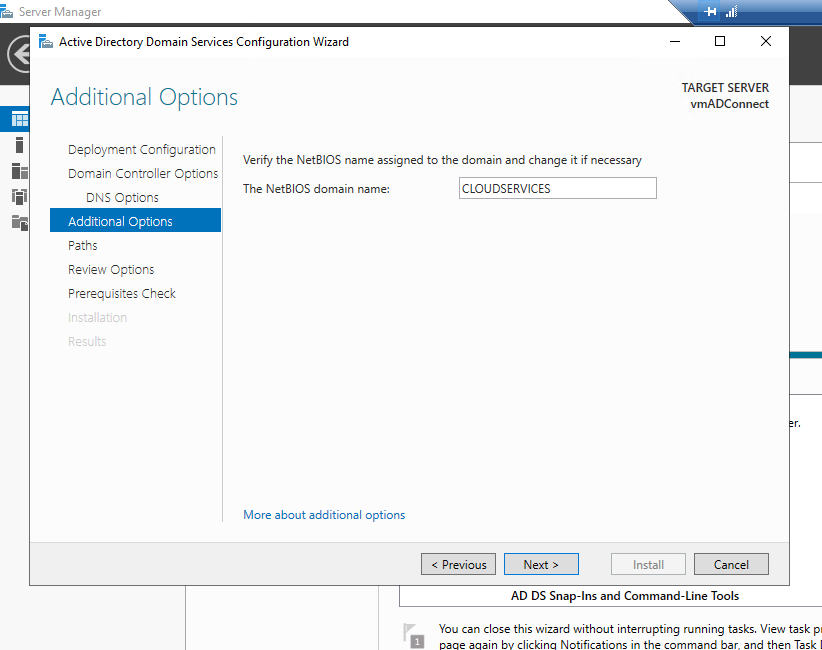 Server Manager
Active Directory Domain Services Configuration Wizard
Additional Options
TARGET SERVER
vmADConnect
Deployment Configuration
Domain Controller Options
DNS Options
Additional Options
Paths
Review Options
Prerequisites Check
Installation
Results
Verify the NetBIOS name assigned to the domain and change it if necessary
The NetBIOS domain name: CLOUDSERVICES
More about additional options
< Previous Next > Install Cancel
er.
AD DS Snap-Ins and Command-Line Tools
1
You can close this wizard without interrupting running tasks. View task
page again by clicking Notifications in the command bar, and then Task